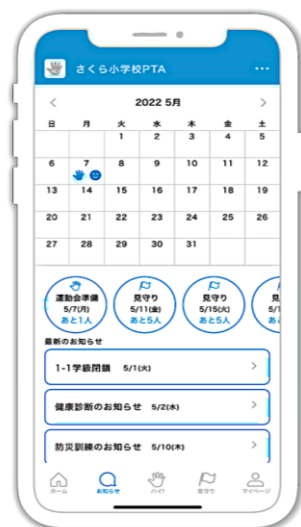 さくら小学校PTA
2022 5月
日 月 火 水 木 金 土
1 2 3 4 5
6 7 8 9 10 11 12
13 14 15 16 17 18 19
20 21 22 23 24 25 26
27 28 29 30 31
運動会準備
5/7(月)
あと1人
見守り
5/11(金)
あと5人
見守り
5/15(火)
あと5人
最新のお知らせ
1-1学級閉鎖 5/1(火)
健康診断のお知らせ 5/2(水)
防災訓練のお知らせ 5/10(木)
ホーム お知らせ ハイ! 見守り マイページ